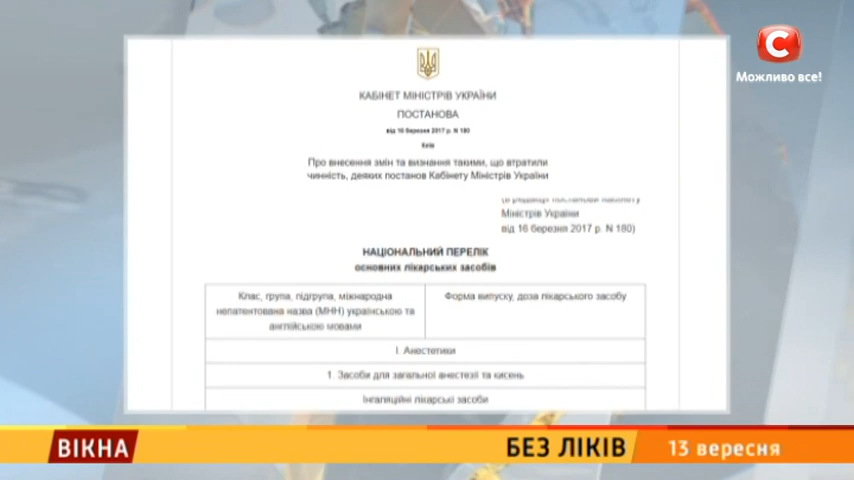 С
Можливо все!
КАБІНЕТ МІНІСТРІВ УКРАЇНИ
ПОСТАНОВА
від 16 березня 2017 р. N 180
Київ
Про внесення змін та визнання такими, що втратили
чинність, деяких постанов Кабінету Міністрів України
(в редакції постанови Кабінету
Міністрів України
від 16 березня 2017 р. N 180)
НАЦІОНАЛЬНИЙ ПЕРЕЛІК
основних лікарських засобів
Клас, група, підгрупа, міжнародна
непатентована назва (МНН) українською та
англійською мовами
Форма випуску, доза лікарського засобу
I. Анестетики
1. Засоби для загальної анестезії та кисень
Інгаляційні лікарські засоби
ВІКНА
БЕЗ ЛІКІВ
13 вересня